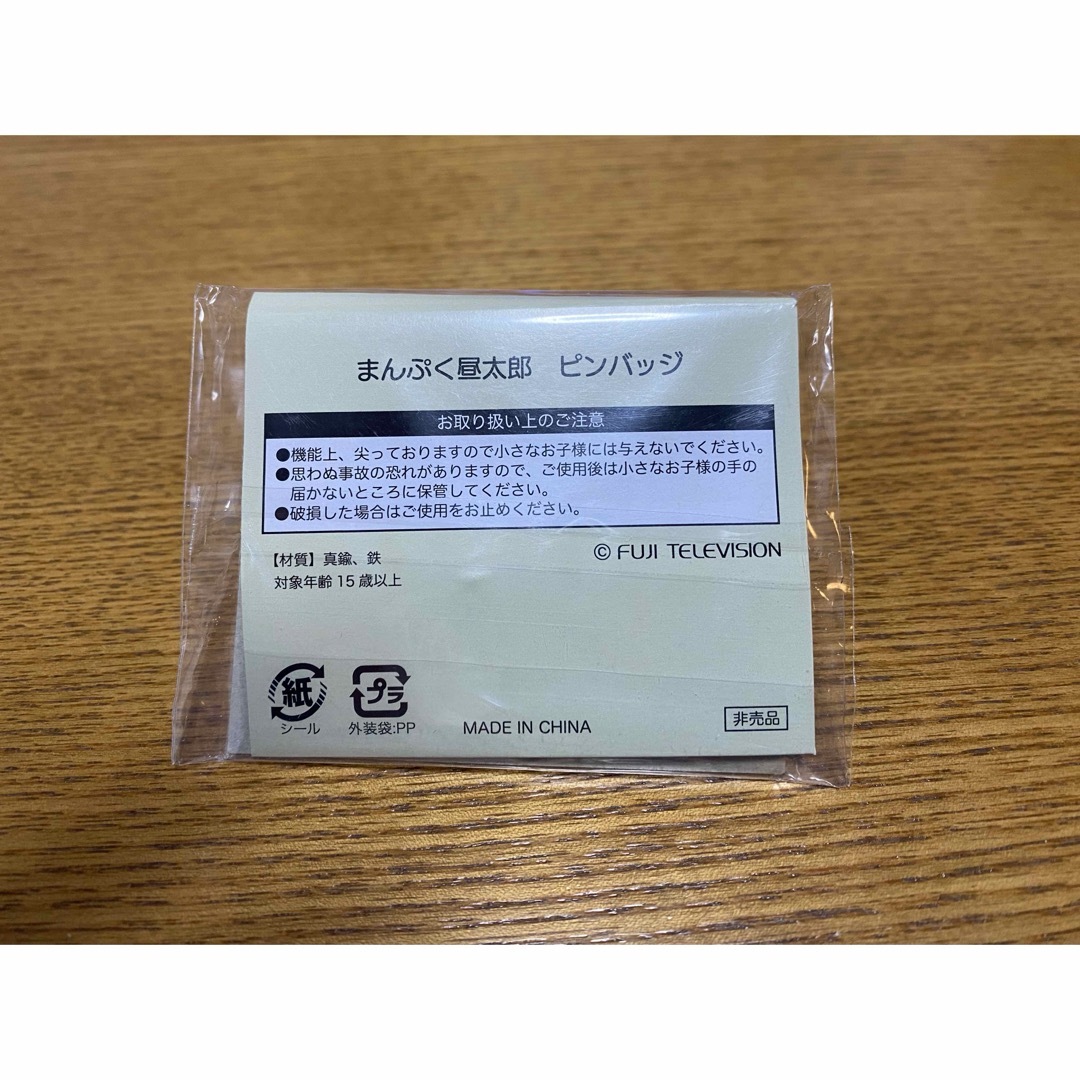 まんぷく昼太郎　ピンバッジ
お取り扱い上のご注意
●機能上、尖っておりますので小さなお子様には与えないでください。
●思わぬ事故の恐れがありますので、ご使用後は小さなお子様の手の
届かないところに保管してください。
●破損した場合はご使用をお止めください。
【材質】真鍮、鉄
© FUJI TELEVISION
対象年齢 15 歳以上
紙
シール
プラ
外装袋:PP
MADE IN CHINA
非売品